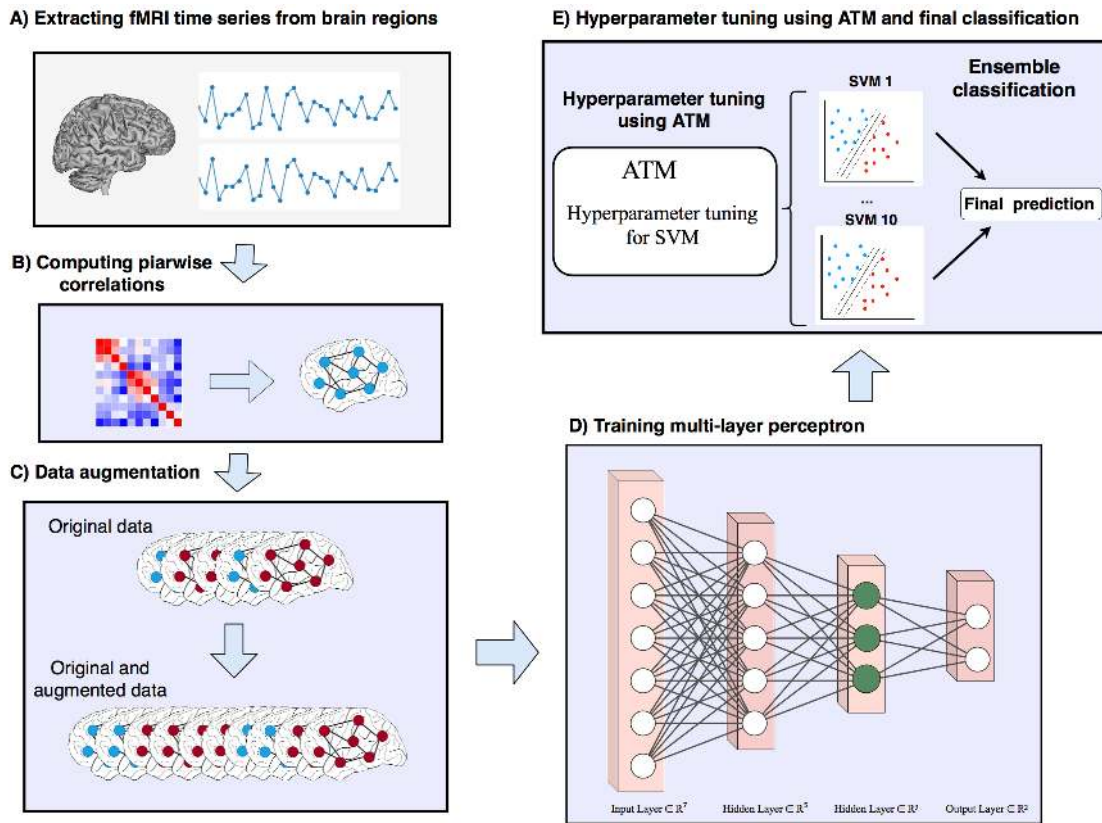 A) Extracting fMRI time series from brain regions
B) Computing piarwise
correlations
C) Data augmentation
Original data
Original and
augmented data
D) Training multi-layer perceptron
Input Layer ⊂ R⁷
Hidden Layer ⊂ R⁵
Hidden Layer ⊂ R³
Output Layer ⊂ R²
E) Hyperparameter tuning using ATM and final classification
Hyperparameter tuning
using ATM
ATM
Hyperparameter tuning
for SVM
SVM 1
...
SVM 10
Ensemble
classification
Final prediction